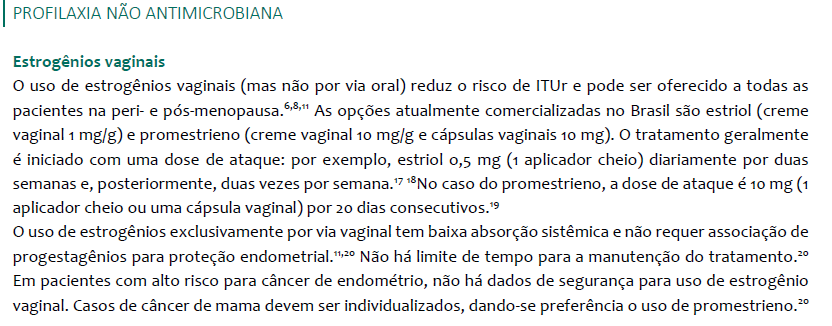 PROFILAXIA NÃO ANTIMICROBIANA
Estrogênios vaginais
O uso de estrogênios vaginais (mas não por via oral) reduz o risco de ITUr e pode ser oferecido a todas as
pacientes na peri- e pós-menopausa.6,8,11 As opções atualmente comercializadas no Brasil são estriol (creme
vaginal 1 mg/g) e promestrieno (creme vaginal 10 mg/g e cápsulas vaginais 10 mg). O tratamento geralmente
é iniciado com uma dose de ataque: por exemplo, estriol 0,5 mg (1 aplicador cheio) diariamente por duas
semanas e, posteriormente, duas vezes por semana.17 18No caso do promestrieno, a dose de ataque é 10 mg (1
aplicador cheio ou uma cápsula vaginal) por 20 dias consecutivos.19
O uso de estrogênios exclusivamente por via vaginal tem baixa absorção sistêmica e não requer associação de
progestagênios para proteção endometrial.11,20 Não há limite de tempo para a manutenção do tratamento.20
Em pacientes com alto risco para câncer de endométrio, não há dados de segurança para uso de estrogênio
vaginal. Casos de câncer de mama devem ser individualizados, dando-se preferência o uso de promestrieno.20